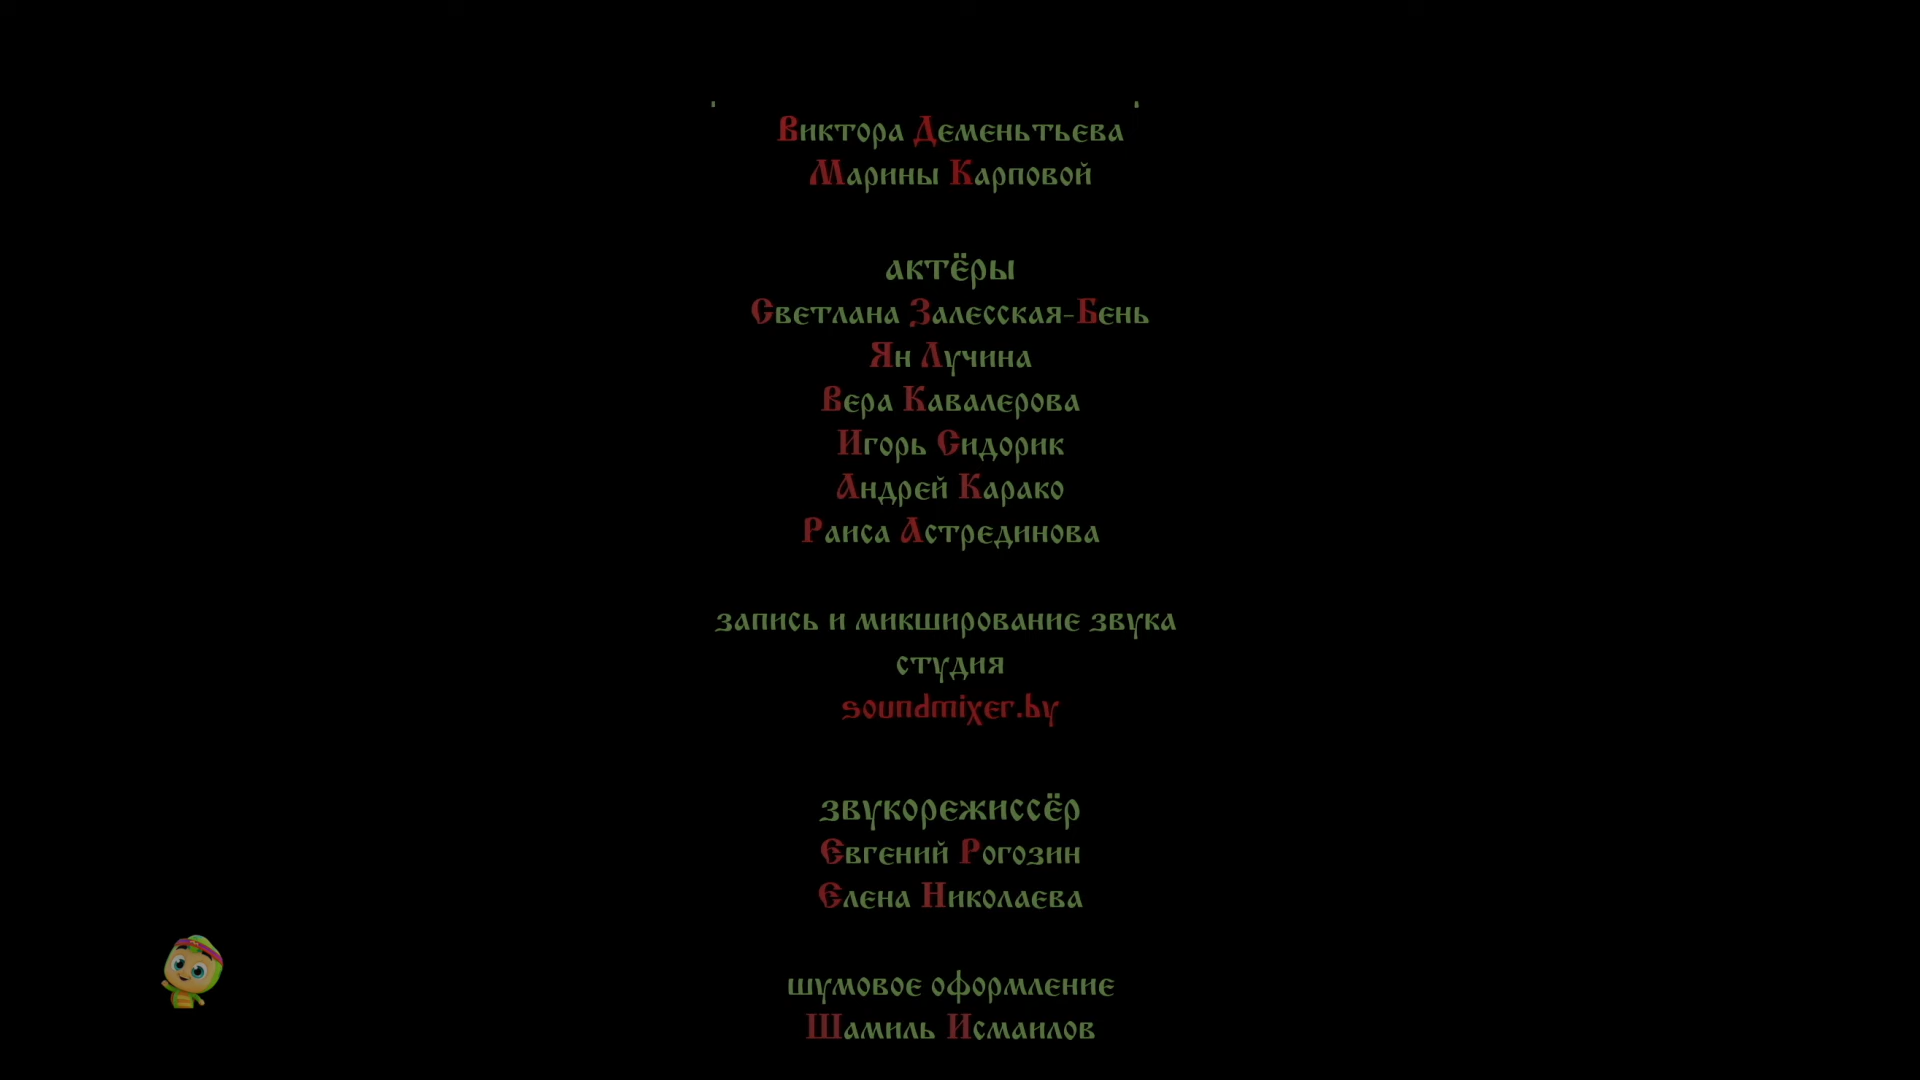 Виктора Деменьтьева
Марины Карповой
актёры
Светлана Залесская-Бень
Ян Лучина
Вера Кавалерова
Игорь Сидорик
Андрей Карако
Раиса Астрединова
запись и микширование звука
студия
soundmixer.by
звукорежиссёр
Евгений Рогозин
Елена Николаева
шумовое оформление
Шамиль Исмаилов